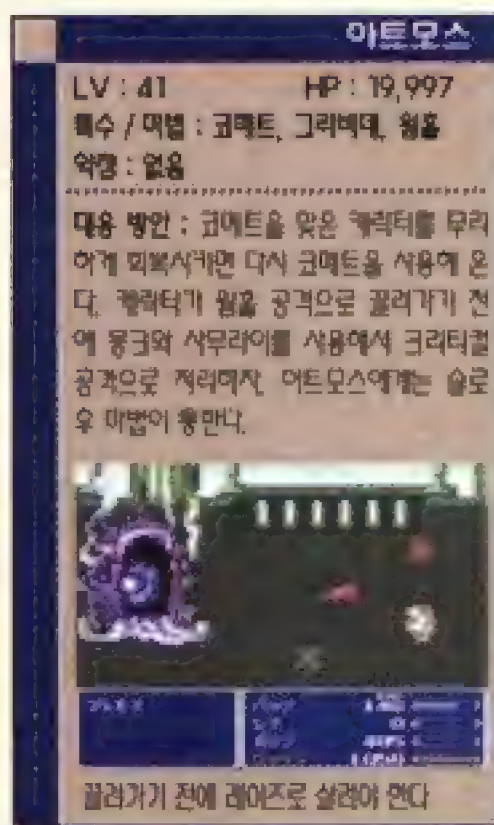 아트모스
LV : 41 HP : 19,997
특수 / 마법 : 코메트, 그라비데, 웜홀
약점 : 없음
대응 방안 : 코메트을 맞은 캐릭터를 무리
하게 회복시키면 다시 코메트을 사용해 온
다. 캐릭터가 웜홀 공격으로 끌려가기 전
에 몽크와 사무라이를 사용해서 크리티컬
공격으로 처리하자. 아트모스에게는 슬로
우 마법이 통한다.
끌려가기 전에 레이즈로 살려야 한다